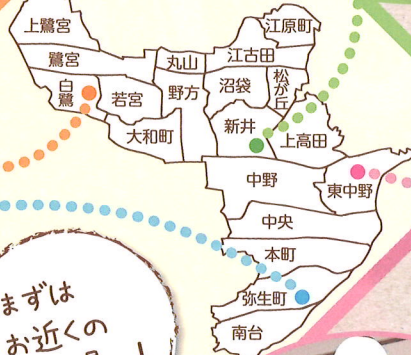 上鷺宮
江原町
鷺宮
丸山
江古田
白鷺
若宮
野方
沼袋
松が丘
大和町
新井
上高田
中野
東中野
中央
本町
弥生町
南台
まずは
お近くの